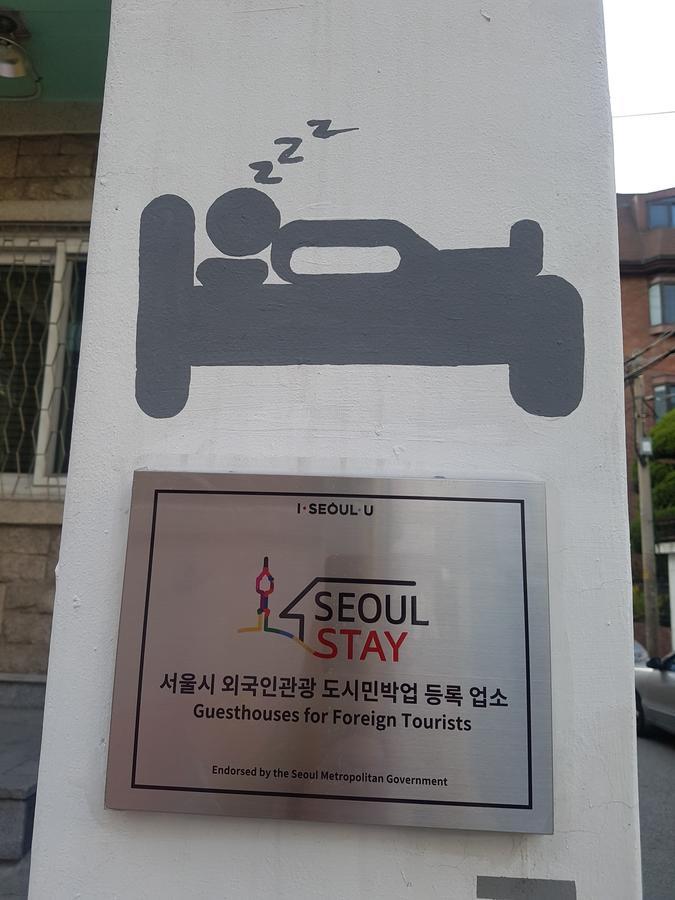 z z z
I·SEOUL·U
SEOUL
STAY
서울시 외국인관광 도시민박업 등록 업소
Guesthouses for Foreign Tourists
Endorsed by the Seoul Metropolitan Government